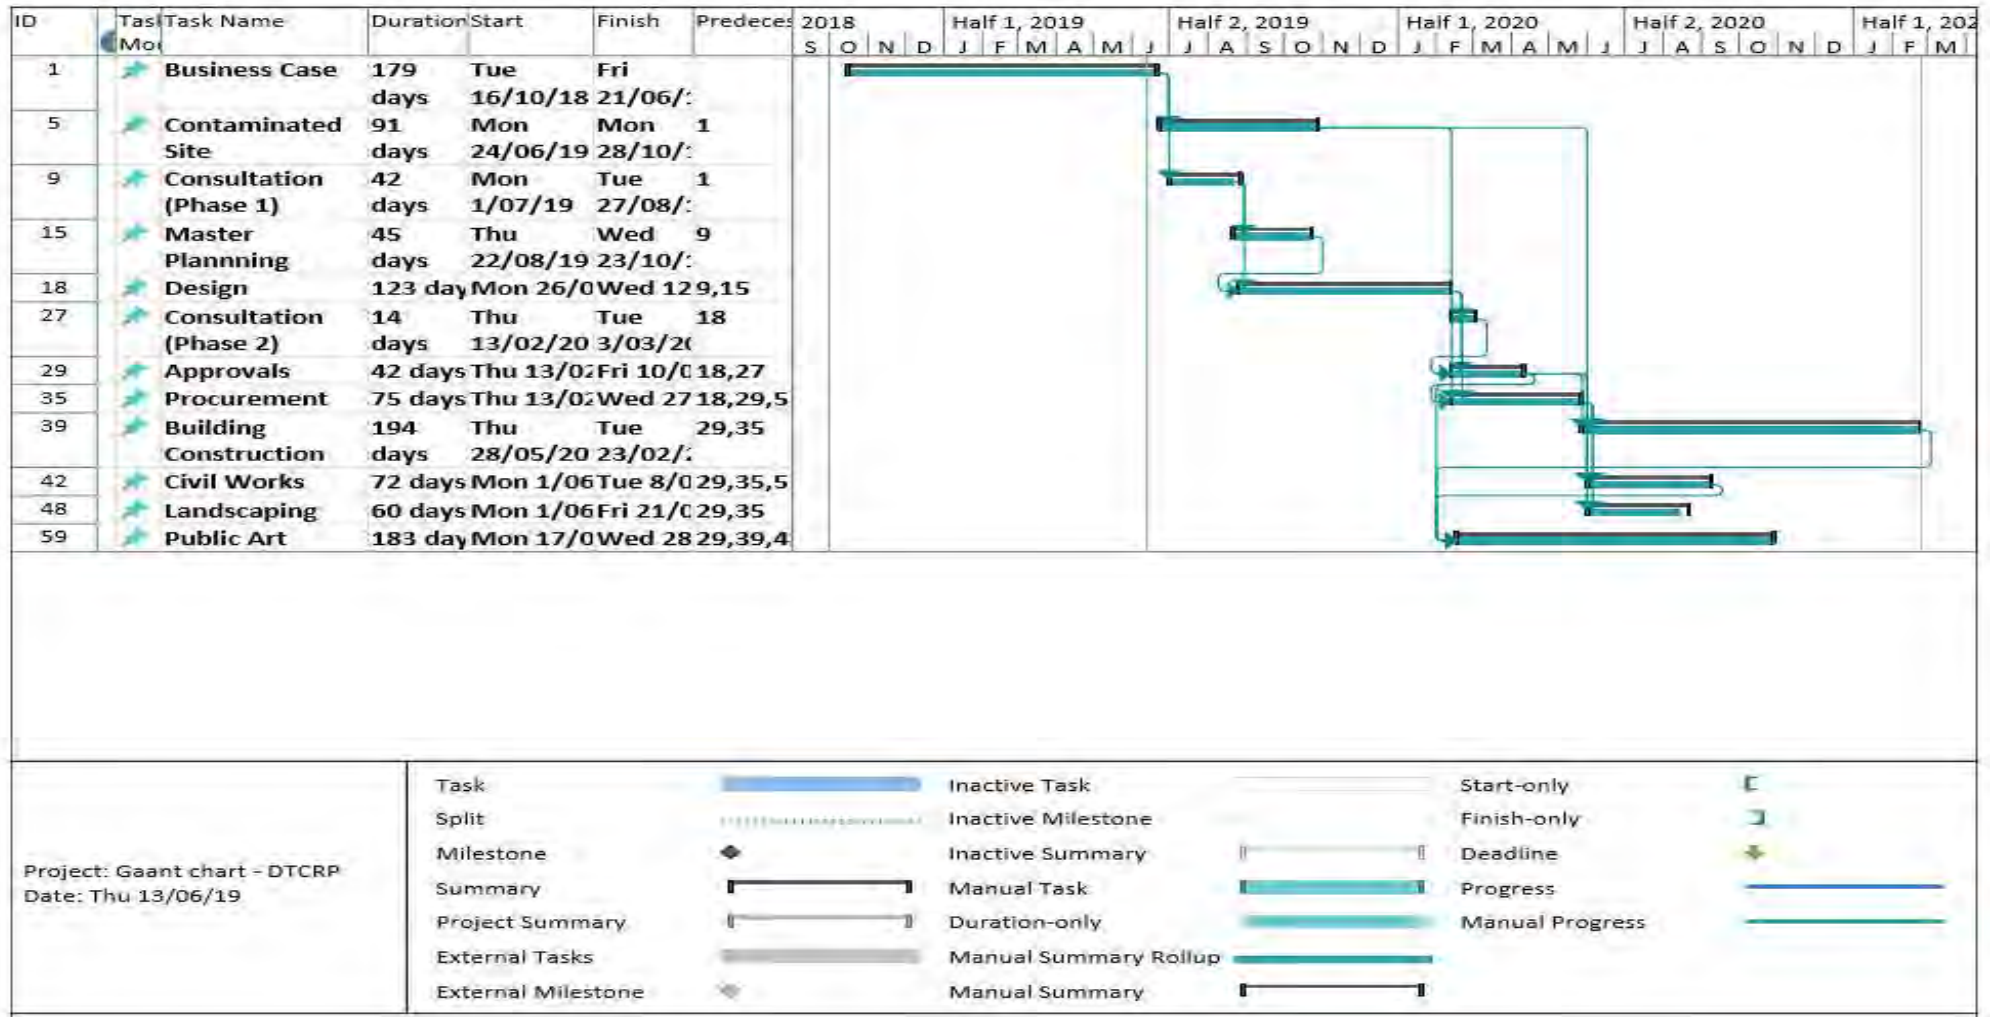 ID Task Task Name Duration Start Finish Predeces 2018 Half 1, 2019 Half 2, 2019 Half 1, 2020 Half 2, 2020 Half 1, 202
Mo S O N D J F M A M J J A S O N D J F M A M J J A S O N D J F M
1 Business Case 179 Tue Fri
days 16/10/18 21/06/
5 Contaminated 91 Mon Mon 1
Site days 24/06/19 28/10/
9 Consultation 42 Mon Tue 1
(Phase 1) days 1/07/19 27/08/
15 Master 45 Thu Wed 9
Plannning days 22/08/19 23/10/
18 Design 123 day Mon 26/0 Wed 12 9,15
27 Consultation 14 Thu Tue 18
(Phase 2) days 13/02/20 3/03/20
29 Approvals 42 days Thu 13/02 Fri 10/0 18,27
35 Procurement 75 days Thu 13/02 Wed 27 18,29,5
39 Building 194 Thu Tue 29,35
Construction days 28/05/20 23/02/
42 Civil Works 72 days Mon 1/06 Tue 8/0 29,35,5
48 Landscaping 60 days Mon 1/06 Fri 21/0 29,35
59 Public Art 183 day Mon 17/0 Wed 28 29,39,4
Project: Gaant chart - DTCRP
Date: Thu 13/06/19
Task Inactive Task Start-only
Split Inactive Milestone Finish-only
Milestone Inactive Summary Deadline
Summary Manual Task Progress
Project Summary Duration-only Manual Progress
External Tasks Manual Summary Rollup
External Milestone Manual Summary